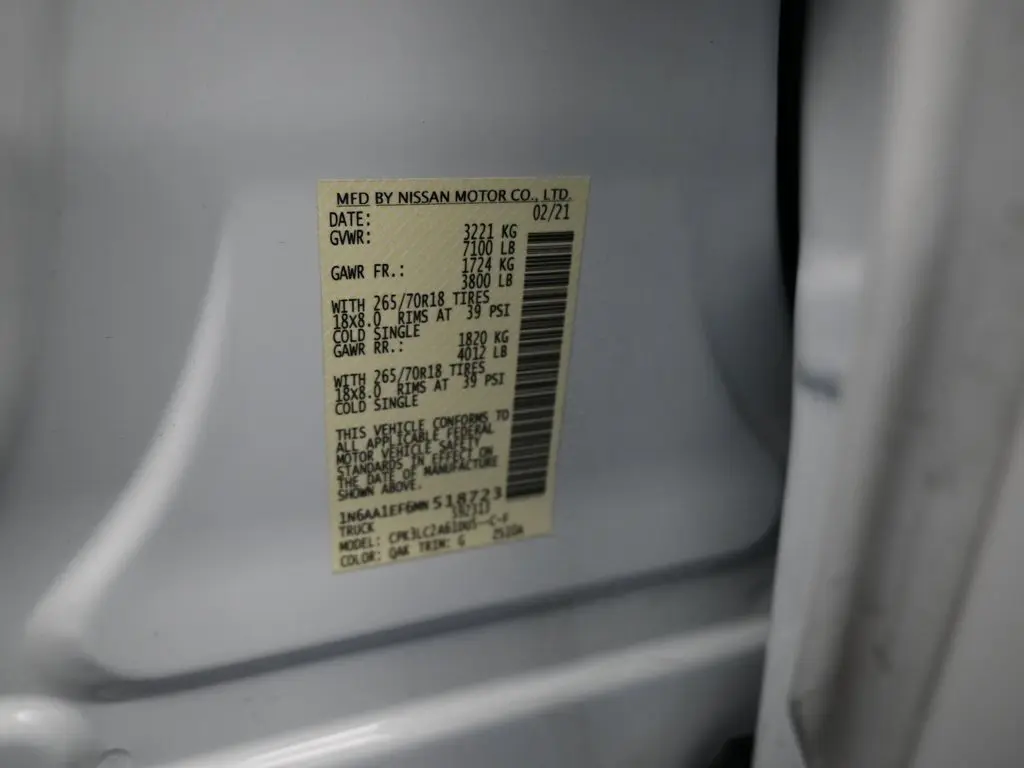 MFD BY NISSAN MOTOR CO., LTD.
DATE: 02/21
GVWR: 3221 KG
7100 LB
GAWR FR.: 1724 KG
3800 LB
WITH 265/70R18 TIRES
18x8.0 RIMS AT 39 PSI
COLD SINGLE
GAWR RR.: 1820 KG
4012 LB
WITH 265/70R18 TIRES
18x8.0 RIMS AT 39 PSI
COLD SINGLE
THIS VEHICLE CONFORMS TO
ALL APPLICABLE FEDERAL
MOTOR VEHICLE SAFETY
STANDARDS IN EFFECT ON
THE DATE OF MANUFACTURE
SHOWN ABOVE.
1N6AA1EF6MN518723
TRUCK
MODEL:
COLOR: QAK TRIM: G